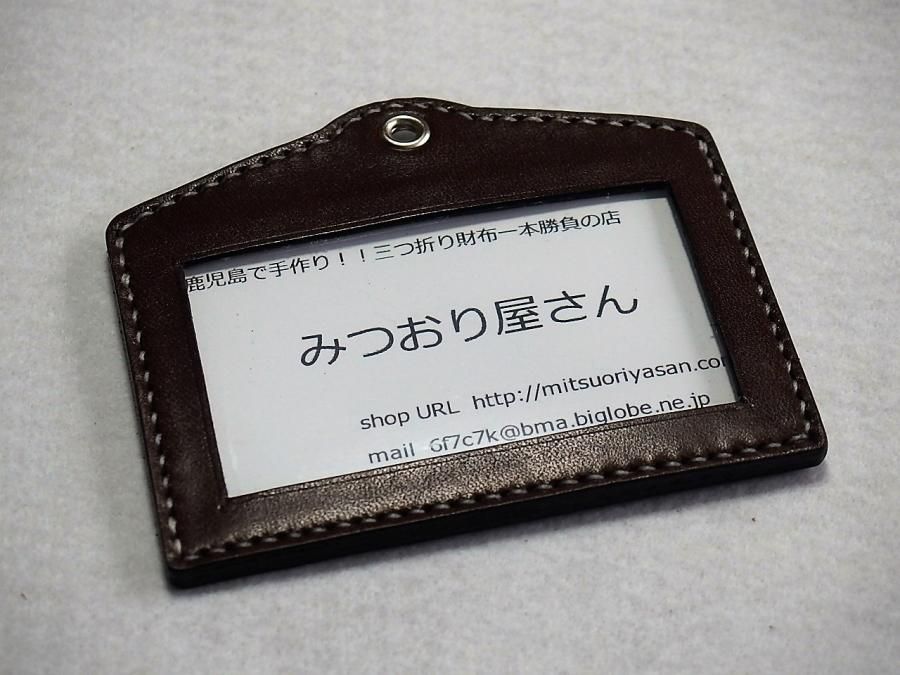 鹿児島で手作り！！三つ折り財布一本勝負の店
みつおり屋さん
shop URL http://mitsuoriyasan.com
mail 6f7c7k@bma.biglobe.ne.jp